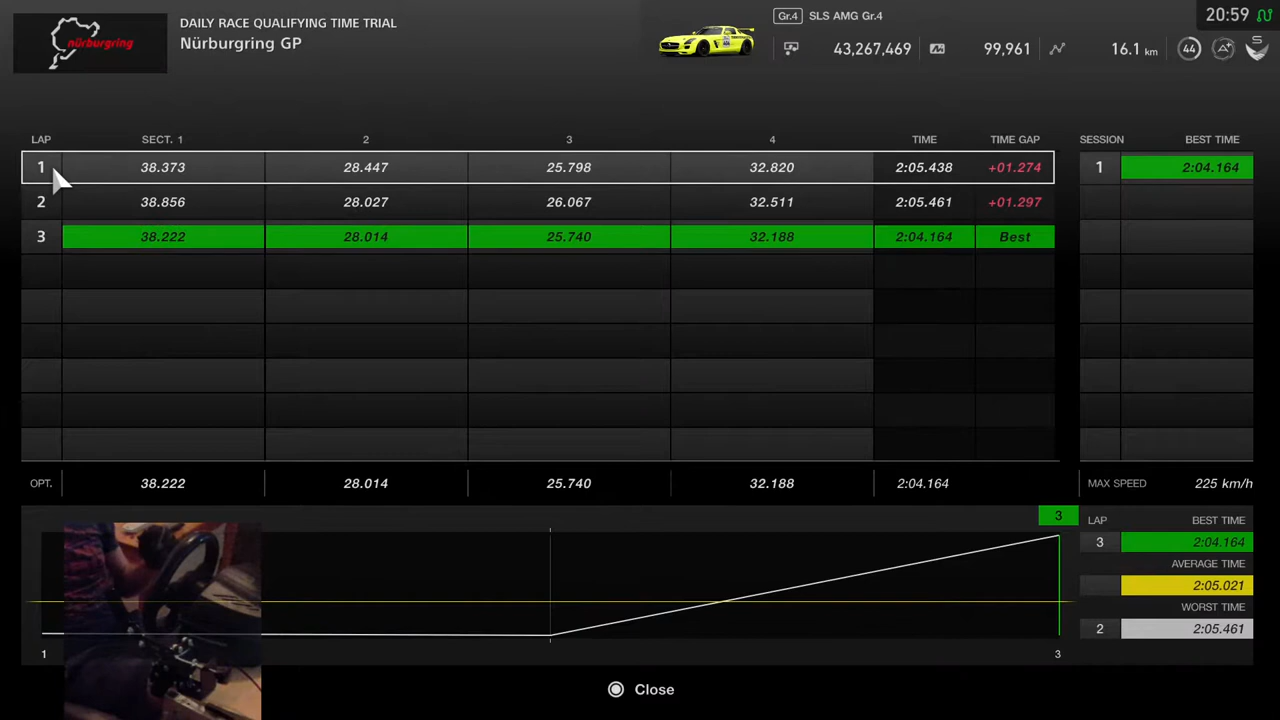 DAILY RACE QUALIFYING TIME TRIAL
Nürburgring GP
nürburgring
Gr.4 SLS AMG Gr.4
43,267,469 99,961 16.1 km 44 A+ S
20:59
LAP SECT. 1 2 3 4 TIME TIME GAP SESSION BEST TIME
1 38.373 28.447 25.798 32.820 2:05.438 +01.274 1 2:04.164
2 38.856 28.027 26.067 32.511 2:05.461 +01.297
3 38.222 28.014 25.740 32.188 2:04.164 Best
OPT. 38.222 28.014 25.740 32.188 2:04.164 MAX SPEED 225 km/h
3 LAP BEST TIME
3 2:04.164
AVERAGE TIME
2:05.021
WORST TIME
2 2:05.461
1 3
Close